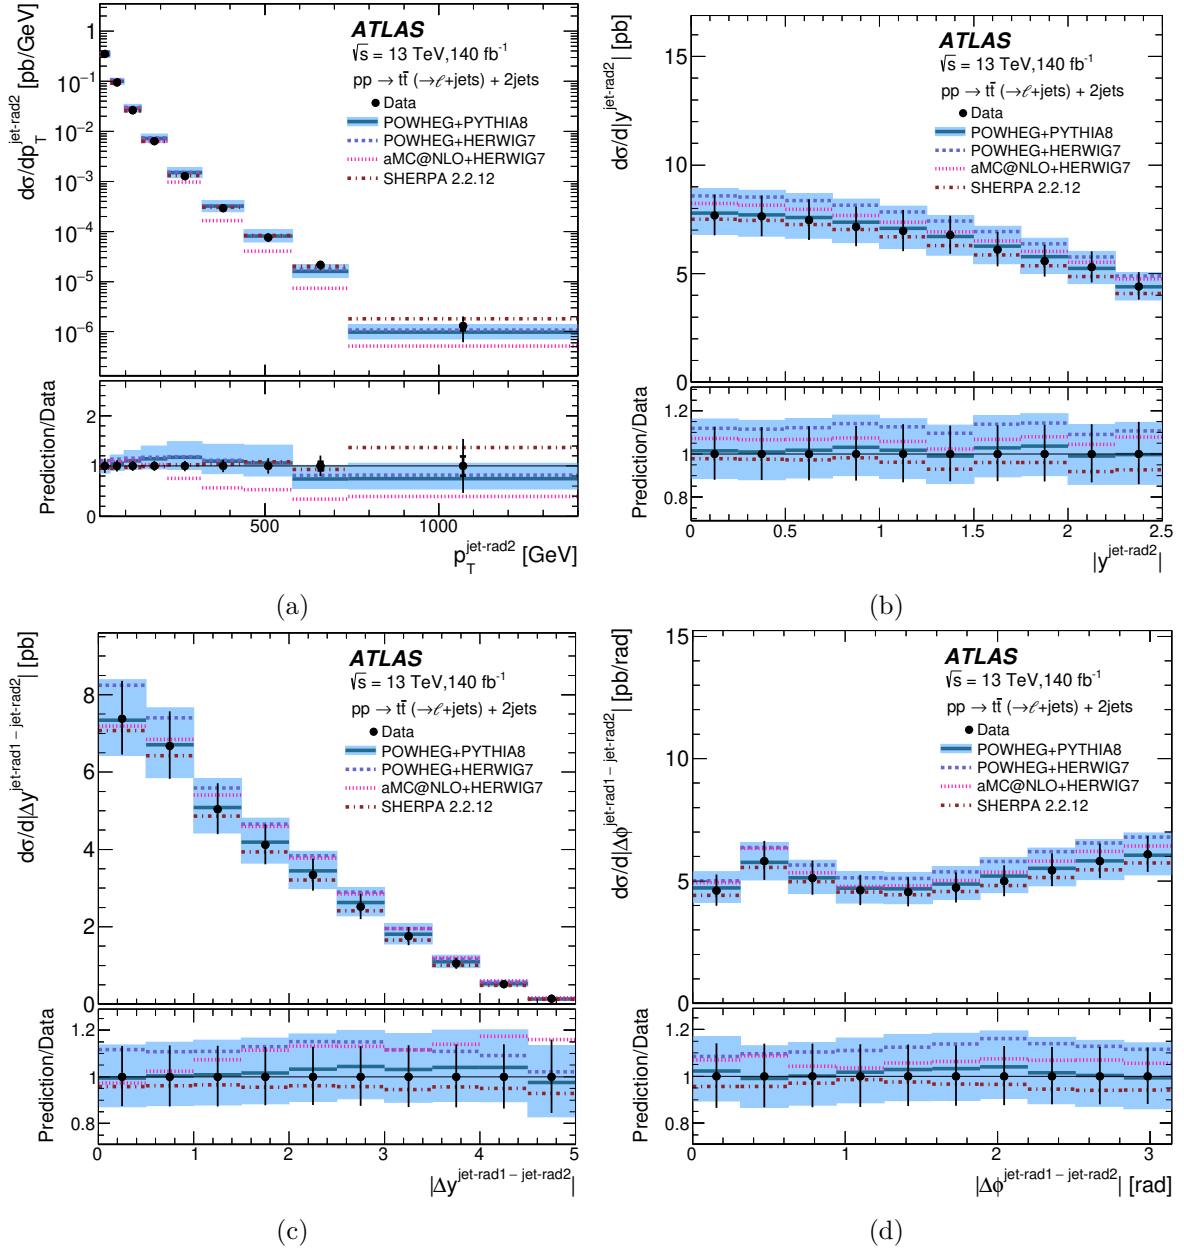 dσ/dp_T^jet-rad2 [pb/GeV]
1
10⁻¹
10⁻²
10⁻³
10⁻⁴
10⁻⁵
10⁻⁶
ATLAS
√s = 13 TeV,140 fb⁻¹
pp → tt̄ (→ℓ+jets) + 2jets
Data
POWHEG+PYTHIA8
POWHEG+HERWIG7
aMC@NLO+HERWIG7
SHERPA 2.2.12
Prediction/Data
2
1
0
500 1000
p_T^jet-rad2 [GeV]
(a)
dσ/d|y^jet-rad2| [pb]
15
10
5
0
ATLAS
√s = 13 TeV,140 fb⁻¹
pp → tt̄ (→ℓ+jets) + 2jets
Data
POWHEG+PYTHIA8
POWHEG+HERWIG7
aMC@NLO+HERWIG7
SHERPA 2.2.12
Prediction/Data
1.2
1
0.8
0 0.5 1 1.5 2 2.5
|y^jet-rad2|
(b)
dσ/d|Δy^jet-rad1 − jet-rad2| [pb]
8
6
4
2
0
ATLAS
√s = 13 TeV,140 fb⁻¹
pp → tt̄ (→ℓ+jets) + 2jets
Data
POWHEG+PYTHIA8
POWHEG+HERWIG7
aMC@NLO+HERWIG7
SHERPA 2.2.12
Prediction/Data
1.2
1
0.8
0 1 2 3 4 5
|Δy^jet-rad1 − jet-rad2|
(c)
dσ/d|Δϕ^jet-rad1 − jet-rad2| [pb/rad]
15
10
5
0
ATLAS
√s = 13 TeV,140 fb⁻¹
pp → tt̄ (→ℓ+jets) + 2jets
Data
POWHEG+PYTHIA8
POWHEG+HERWIG7
aMC@NLO+HERWIG7
SHERPA 2.2.12
Prediction/Data
1.2
1
0.8
0 1 2 3
|Δϕ^jet-rad1 − jet-rad2| [rad]
(d)